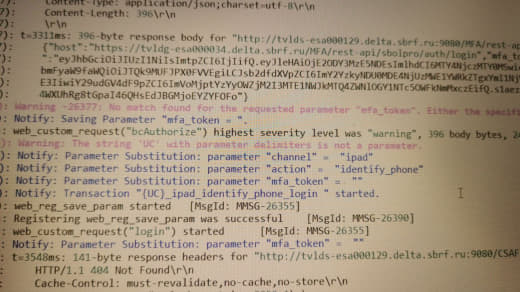 Content-Type: application/json;charset=utf-8\r\n
Content-Length: 396\r\n
\r\n
t=3311ms: 396-byte response body for "http://tvlds-esa000129.delta.sbrf.ru:9080/MFA/rest-ap
{"host":"https://tvldg-esa000034.delta.sbrf.ru/MFA/rest-api/sbolpro/auth/login","mfa_to
): Warning -26377: No match found for the requested parameter "mfa_token". Either the specifi
): Notify: Saving Parameter "mfa_token = ".
web_custom_request("bcAuthorize") highest severity level was "warning", 396 body bytes, 2
): Warning: The string 'UC' with parameter delimiters is not a parameter.
): Notify: Parameter Substitution: parameter "channel" = "ipad"
): Notify: Parameter Substitution: parameter "action" = "identify_phone"
): Notify: Parameter Substitution: parameter "mfa_token" = ""
): Notify: Transaction "{UC}_ipad_identify_phone_login " started.
): web_reg_save_param started [MsgId: MMSG-26355]
): Registering web_reg_save_param was successful [MsgId: MMSG-26390]
): web_custom_request("login") started [MsgId: MMSG-26355]
): Notify: Parameter Substitution: parameter "mfa_token" = ""
): t=3548ms: 141-byte response headers for "http://tvlds-esa000129.delta.sbrf.ru:9080/CSAF
HTTP/1.1 404 Not Found\r\n
Cache-Control: must-revalidate,no-cache,no-store\r\n